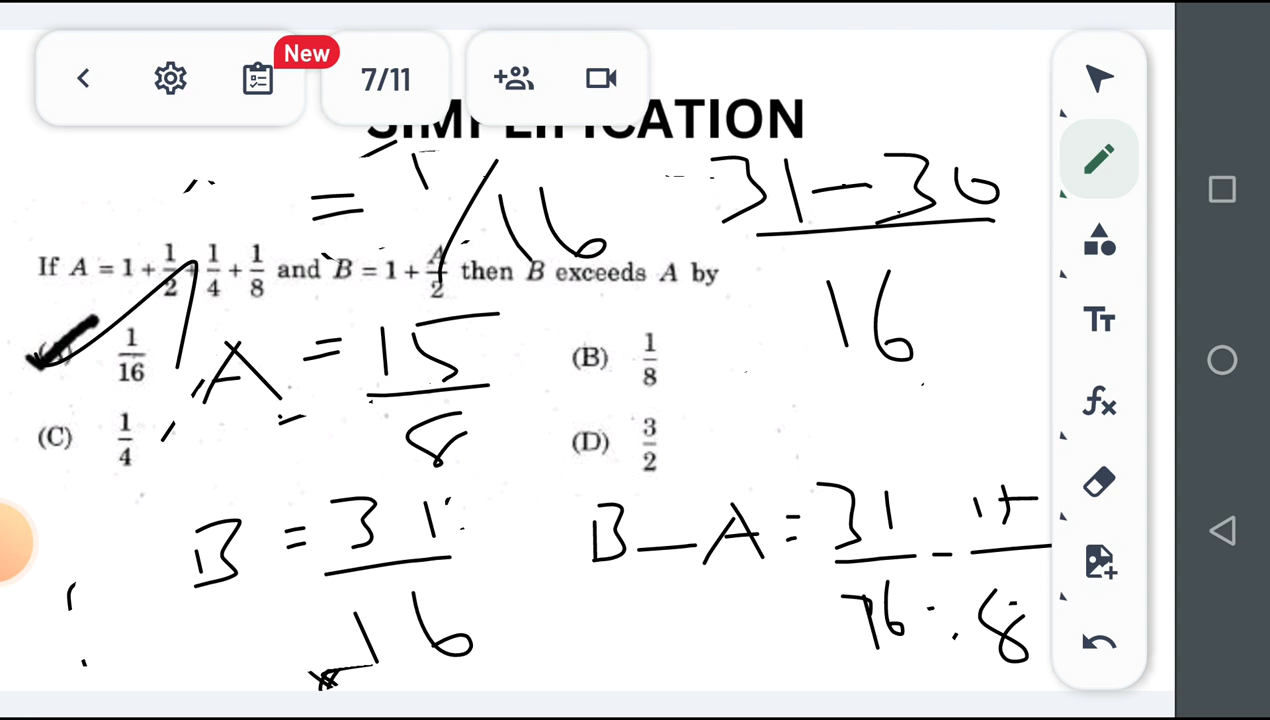 New
7/11
SIMPLIFICATION
= 1/16
31-30
16
If A = 1 + 1/2 + 1/4 + 1/8 and B = 1 + A/2 then B exceeds A by
(A) 1/16
(B) 1/8
A = 15/8
(C) 1/4
(D) 3/2
B = 31/16
B - A = 31/16 - 15/8
Tt
fx